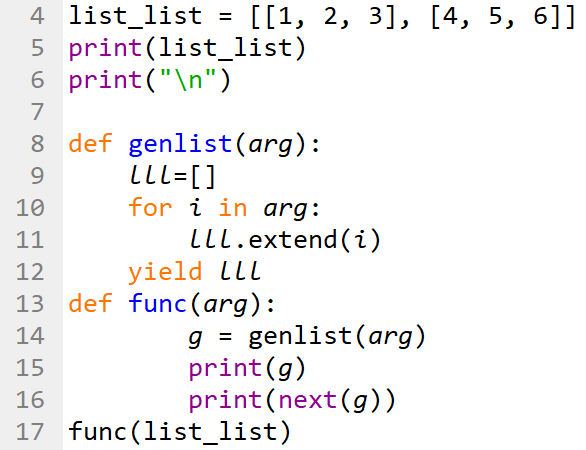 4 list_list = [[1, 2, 3], [4, 5, 6]]
5 print(list_list)
6 print("\n")
7
8 def genlist(arg):
9     lll=[]
10     for i in arg:
11         lll.extend(i)
12     yield lll
13 def func(arg):
14         g = genlist(arg)
15         print(g)
16         print(next(g))
17 func(list_list)